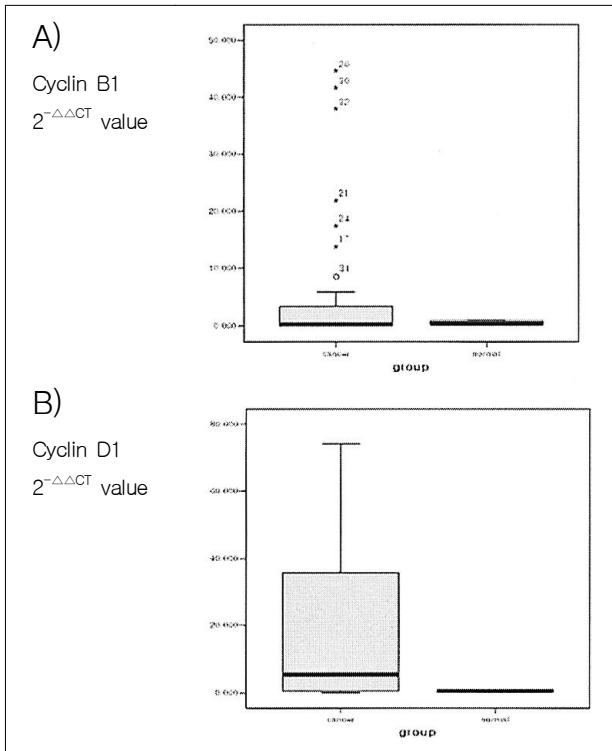 A)
Cyclin B1
2^-△△CT value
50.000
40.000
30.000
20.000
10.000
0.000
22
21
24
17
31
cancer
normal
group
B)
Cyclin D1
2^-△△CT value
80.000
60.000
40.000
20.000
0.000
cancer
normal
group